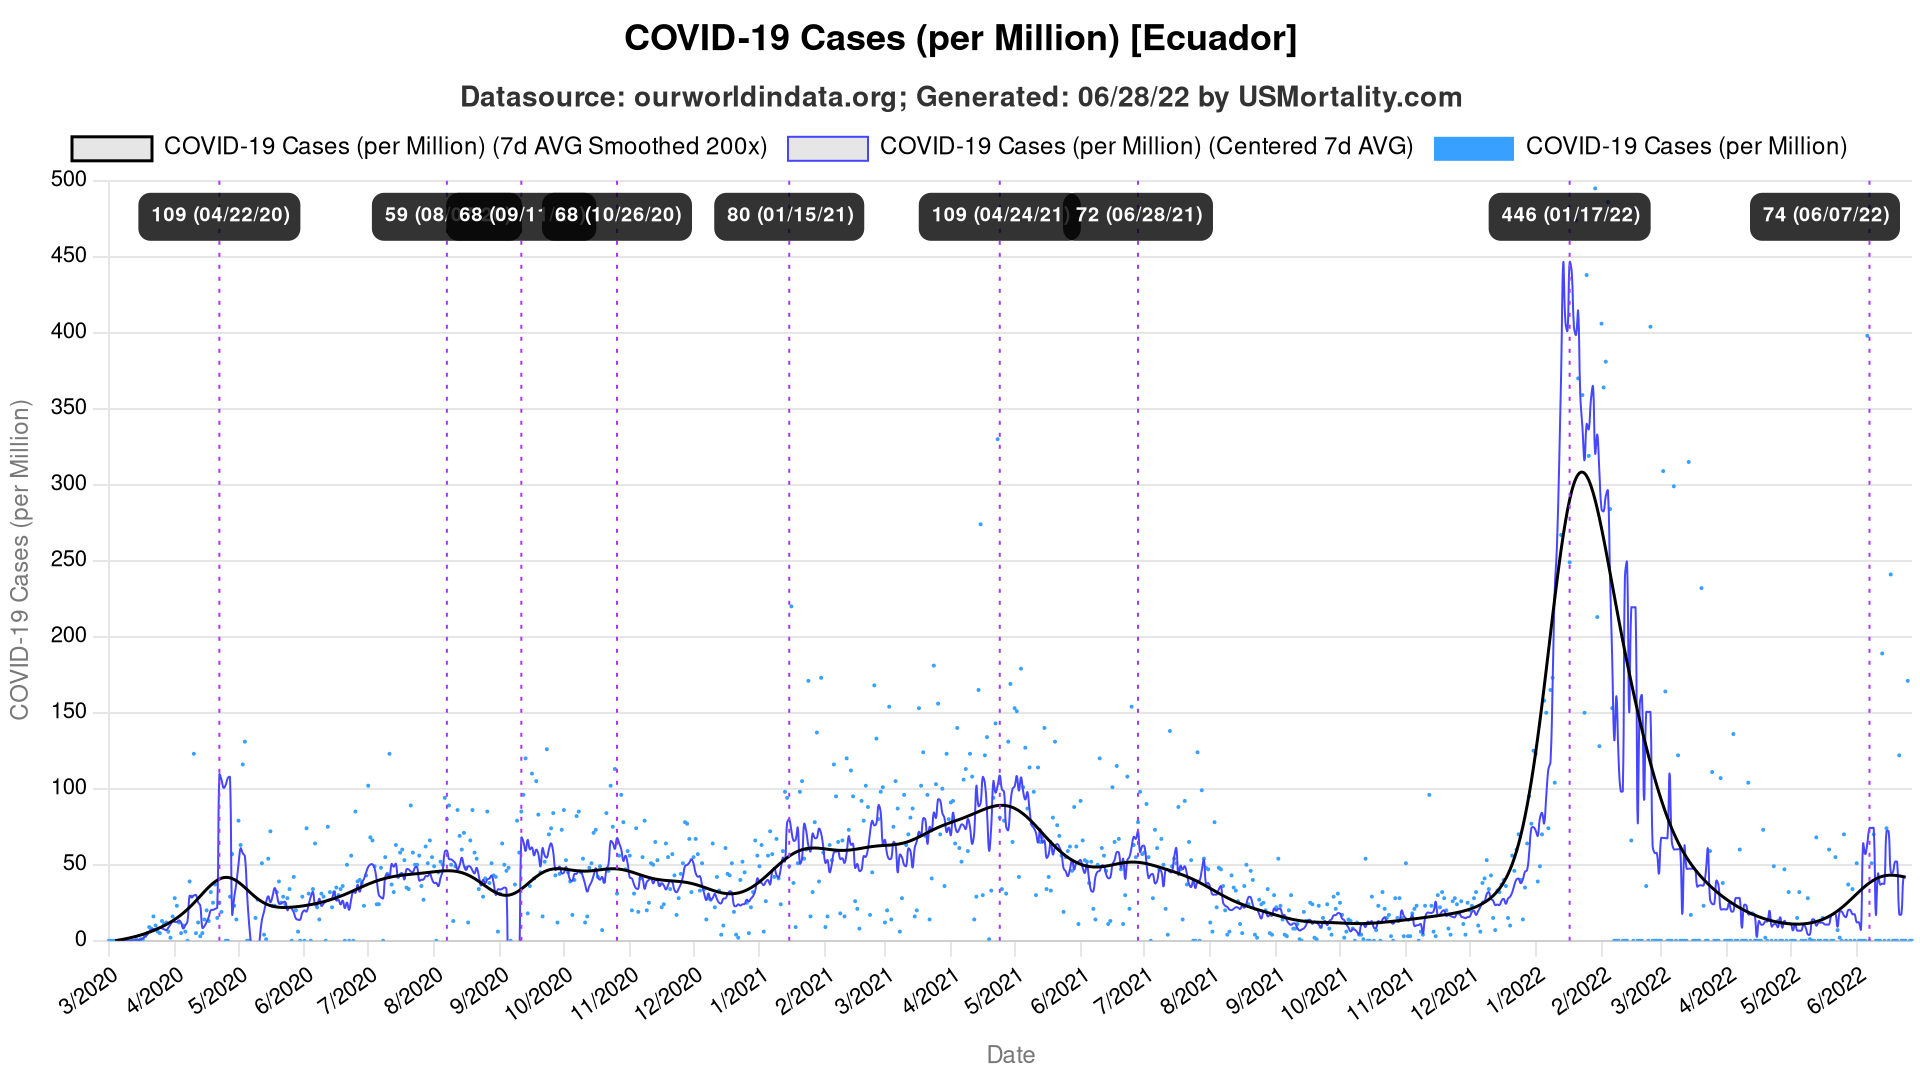 COVID-19 Cases (per Million) [Ecuador]
Datasource: ourworldindata.org; Generated: 06/28/22 by USMortality.com
COVID-19 Cases (per Million) (7d AVG Smoothed 200x) COVID-19 Cases (per Million) (Centered 7d AVG) COVID-19 Cases (per Million)
109 (04/22/20) 59 (08/ 68 (09/11/ 68 (10/26/20) 80 (01/15/21) 109 (04/24/21) 72 (06/28/21) 446 (01/17/22) 74 (06/07/22)
500
450
400
350
300
250
200
150
100
50
0
COVID-19 Cases (per Million)
3/2020 4/2020 5/2020 6/2020 7/2020 8/2020 9/2020 10/2020 11/2020 12/2020 1/2021 2/2021 3/2021 4/2021 5/2021 6/2021 7/2021 8/2021 9/2021 10/2021 11/2021 12/2021 1/2022 2/2022 3/2022 4/2022 5/2022 6/2022
Date